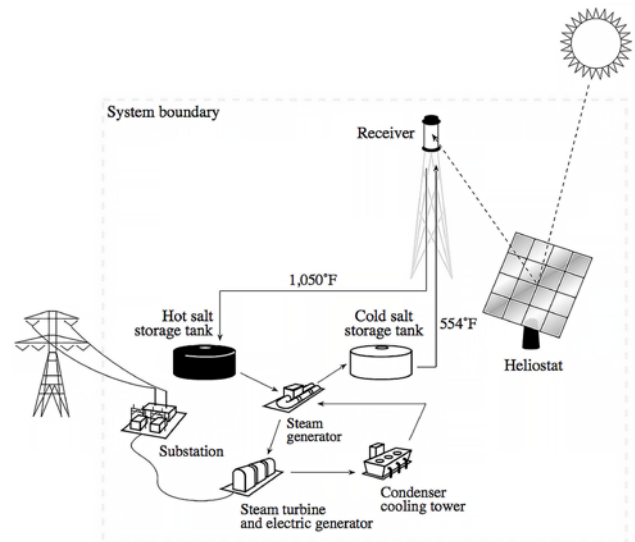 System boundary
Receiver
1,050°F
Hot salt
storage tank
Cold salt
storage tank
554°F
Heliostat
Steam
generator
Substation
Steam turbine
and electric generator
Condenser
cooling tower